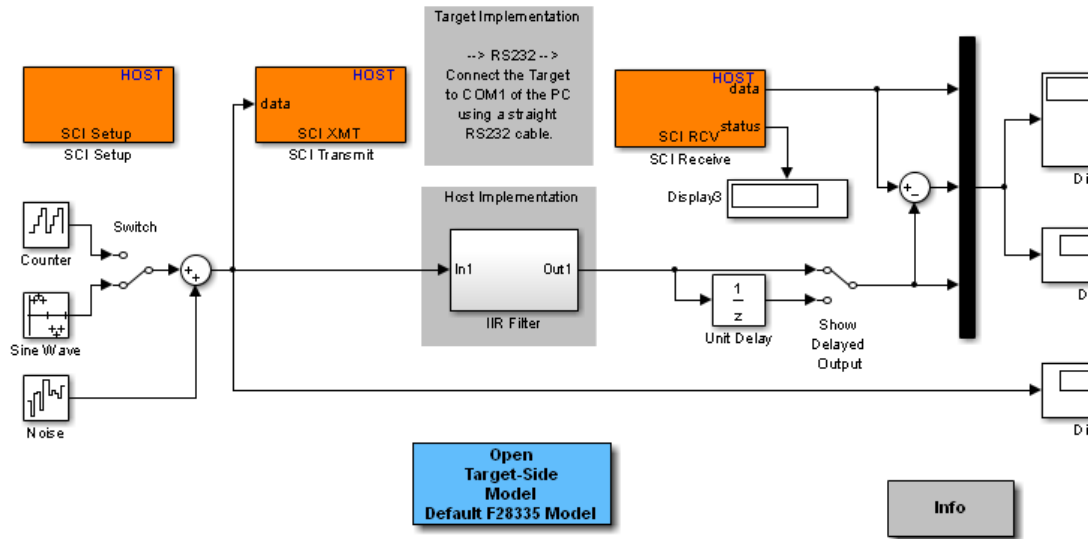 Target Implementation
--> RS232 -->
Connect the Target
to COM1 of the PC
using a straight
RS232 cable.
HOST
SCI Setup
SCI Setup
HOST
data
SCI XMT
SCI Transmit
HOST
data
status
SCI RCV
SCI Receive
Display3
+
-
Di
Host Implementation
Counter
Switch
+
+
In1
Out1
IIR Filter
1
z
Unit Delay
Show
Delayed
Output
D
Sine Wave
Noise
Di
Open
Target-Side
Model
Default F28335 Model
Info